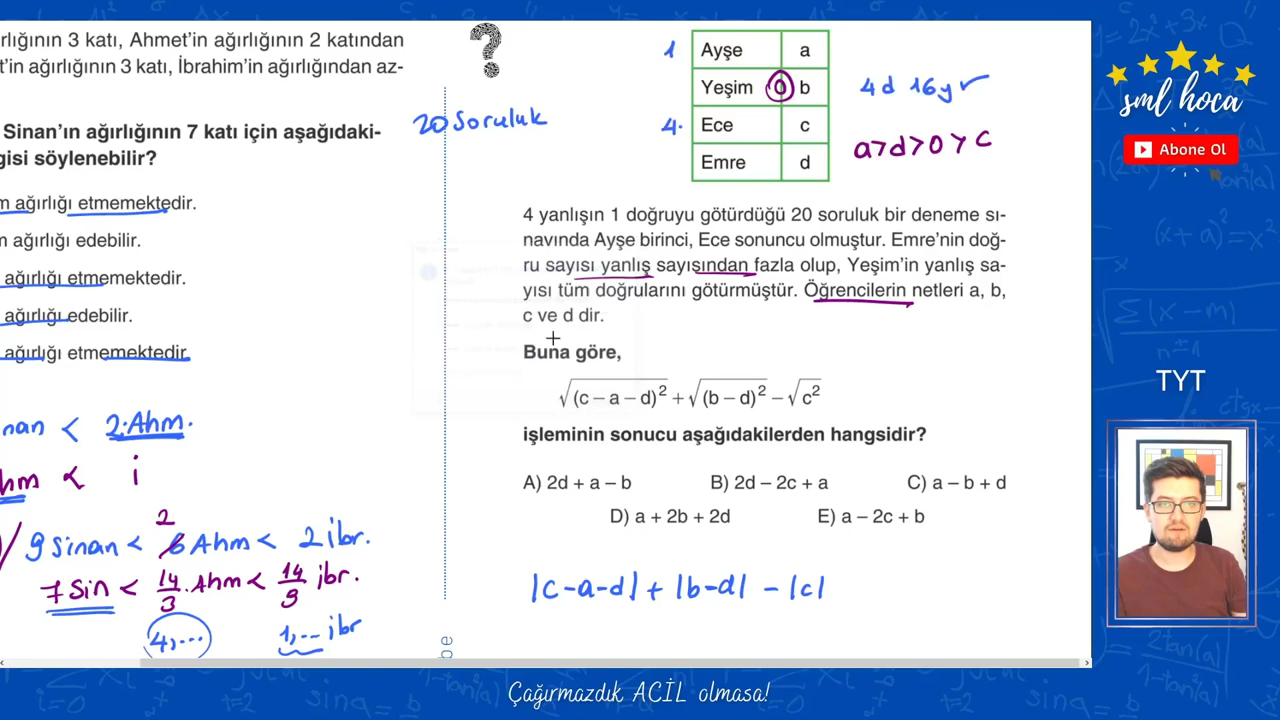 rlığının 3 katı, Ahmet'in ağırlığının 2 katından
t'in ağırlığının 3 katı, İbrahim'in ağırlığından az-
Sinan'ın ağırlığının 7 katı için aşağıdaki-
gisi söylenebilir?
m ağırlığı etmemektedir.
m ağırlığı edebilir.
ağırlığı etmemektedir.
ağırlığı edebilir.
ağırlığı etmemektedir.
nan < 2.Ahm.
hm < i
9 Sinan < 6 Ahm < 2 ibr.
2
7 Sin < 14/3 . Ahm < 14/9 ibr.
4,... 1,... ibr
20 Soruluk
1 Ayşe a
Yeşim 0 b
4. Ece c
Emre d
4d 16y ✓
a>d>0>c
4 yanlışın 1 doğruyu götürdüğü 20 soruluk bir deneme sı-
navında Ayşe birinci, Ece sonuncu olmuştur. Emre'nin doğ-
ru sayısı yanlış sayısından fazla olup, Yeşim'in yanlış sa-
yısı tüm doğrularını götürmüştür. Öğrencilerin netleri a, b,
c ve d dir.
Buna göre,
√(c – a – d)² + √(b – d)² – √c²
işleminin sonucu aşağıdakilerden hangisidir?
A) 2d + a – b B) 2d – 2c + a C) a – b + d
D) a + 2b + 2d E) a – 2c + b
|c-a-d| + |b-d| - |c|
be
sml hoca
Abone Ol
TYT
Çağırmazdık ACİL olmasa!